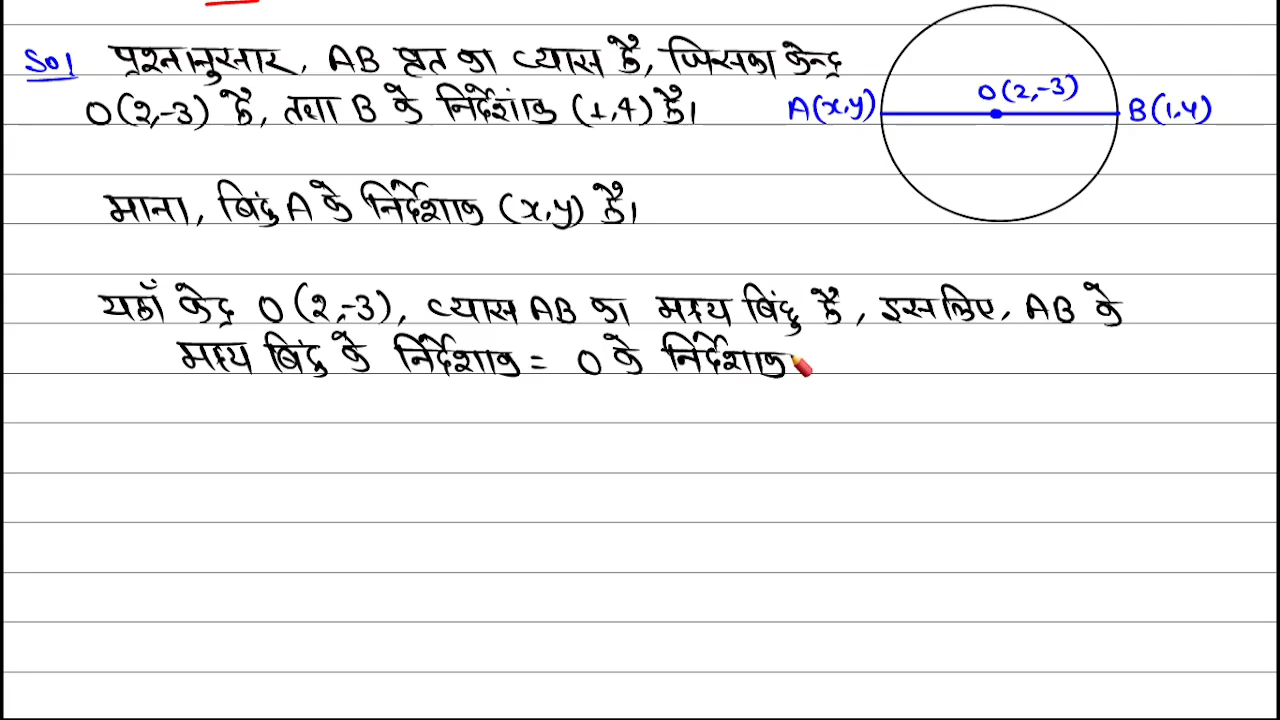 Sol प्रश्नानुसार, AB वृत का व्यास है, जिसका केन्द्र
O(2,-3) है, तथा B के निर्देशांक (1,4) है।
O(2,-3)
A(x,y)
B(1,4)
माना, बिंदु A के निर्देशाक (x,y) है।
यहाँ केंद्र O(2,-3), व्यास AB का मध्य बिंदु है, इसलिए, AB के
मध्य बिंदु के निर्देशाक = O के निर्देशाक